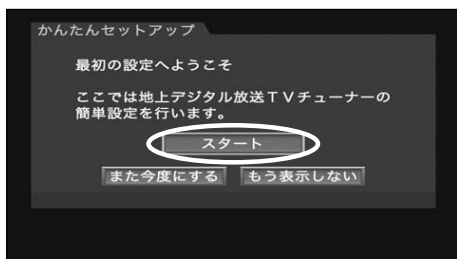 かんたんセットアップ
最初の設定へようこそ
ここでは地上デジタル放送TVチューナーの
簡単設定を行います。
スタート
また今度にする もう表示しない